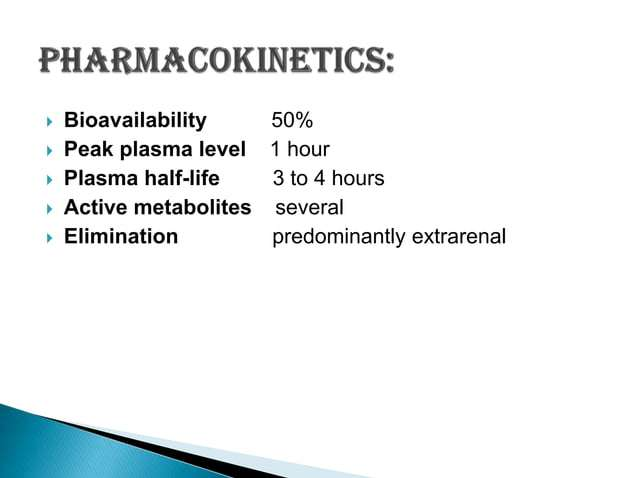 PHARMACOKINETICS:
Bioavailability 50%
Peak plasma level 1 hour
Plasma half-life 3 to 4 hours
Active metabolites several
Elimination predominantly extrarenal